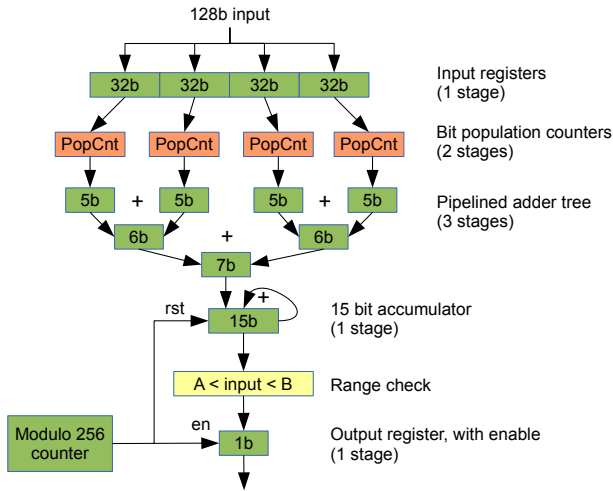 128b input
32b 32b 32b 32b
Input registers
(1 stage)
PopCnt PopCnt PopCnt PopCnt
Bit population counters
(2 stages)
5b + 5b 5b + 5b
Pipelined adder tree
(3 stages)
6b + 6b
7b
rst
+
15b
15 bit accumulator
(1 stage)
A < input < B
Range check
Modulo 256
counter
en
1b
Output register, with enable
(1 stage)